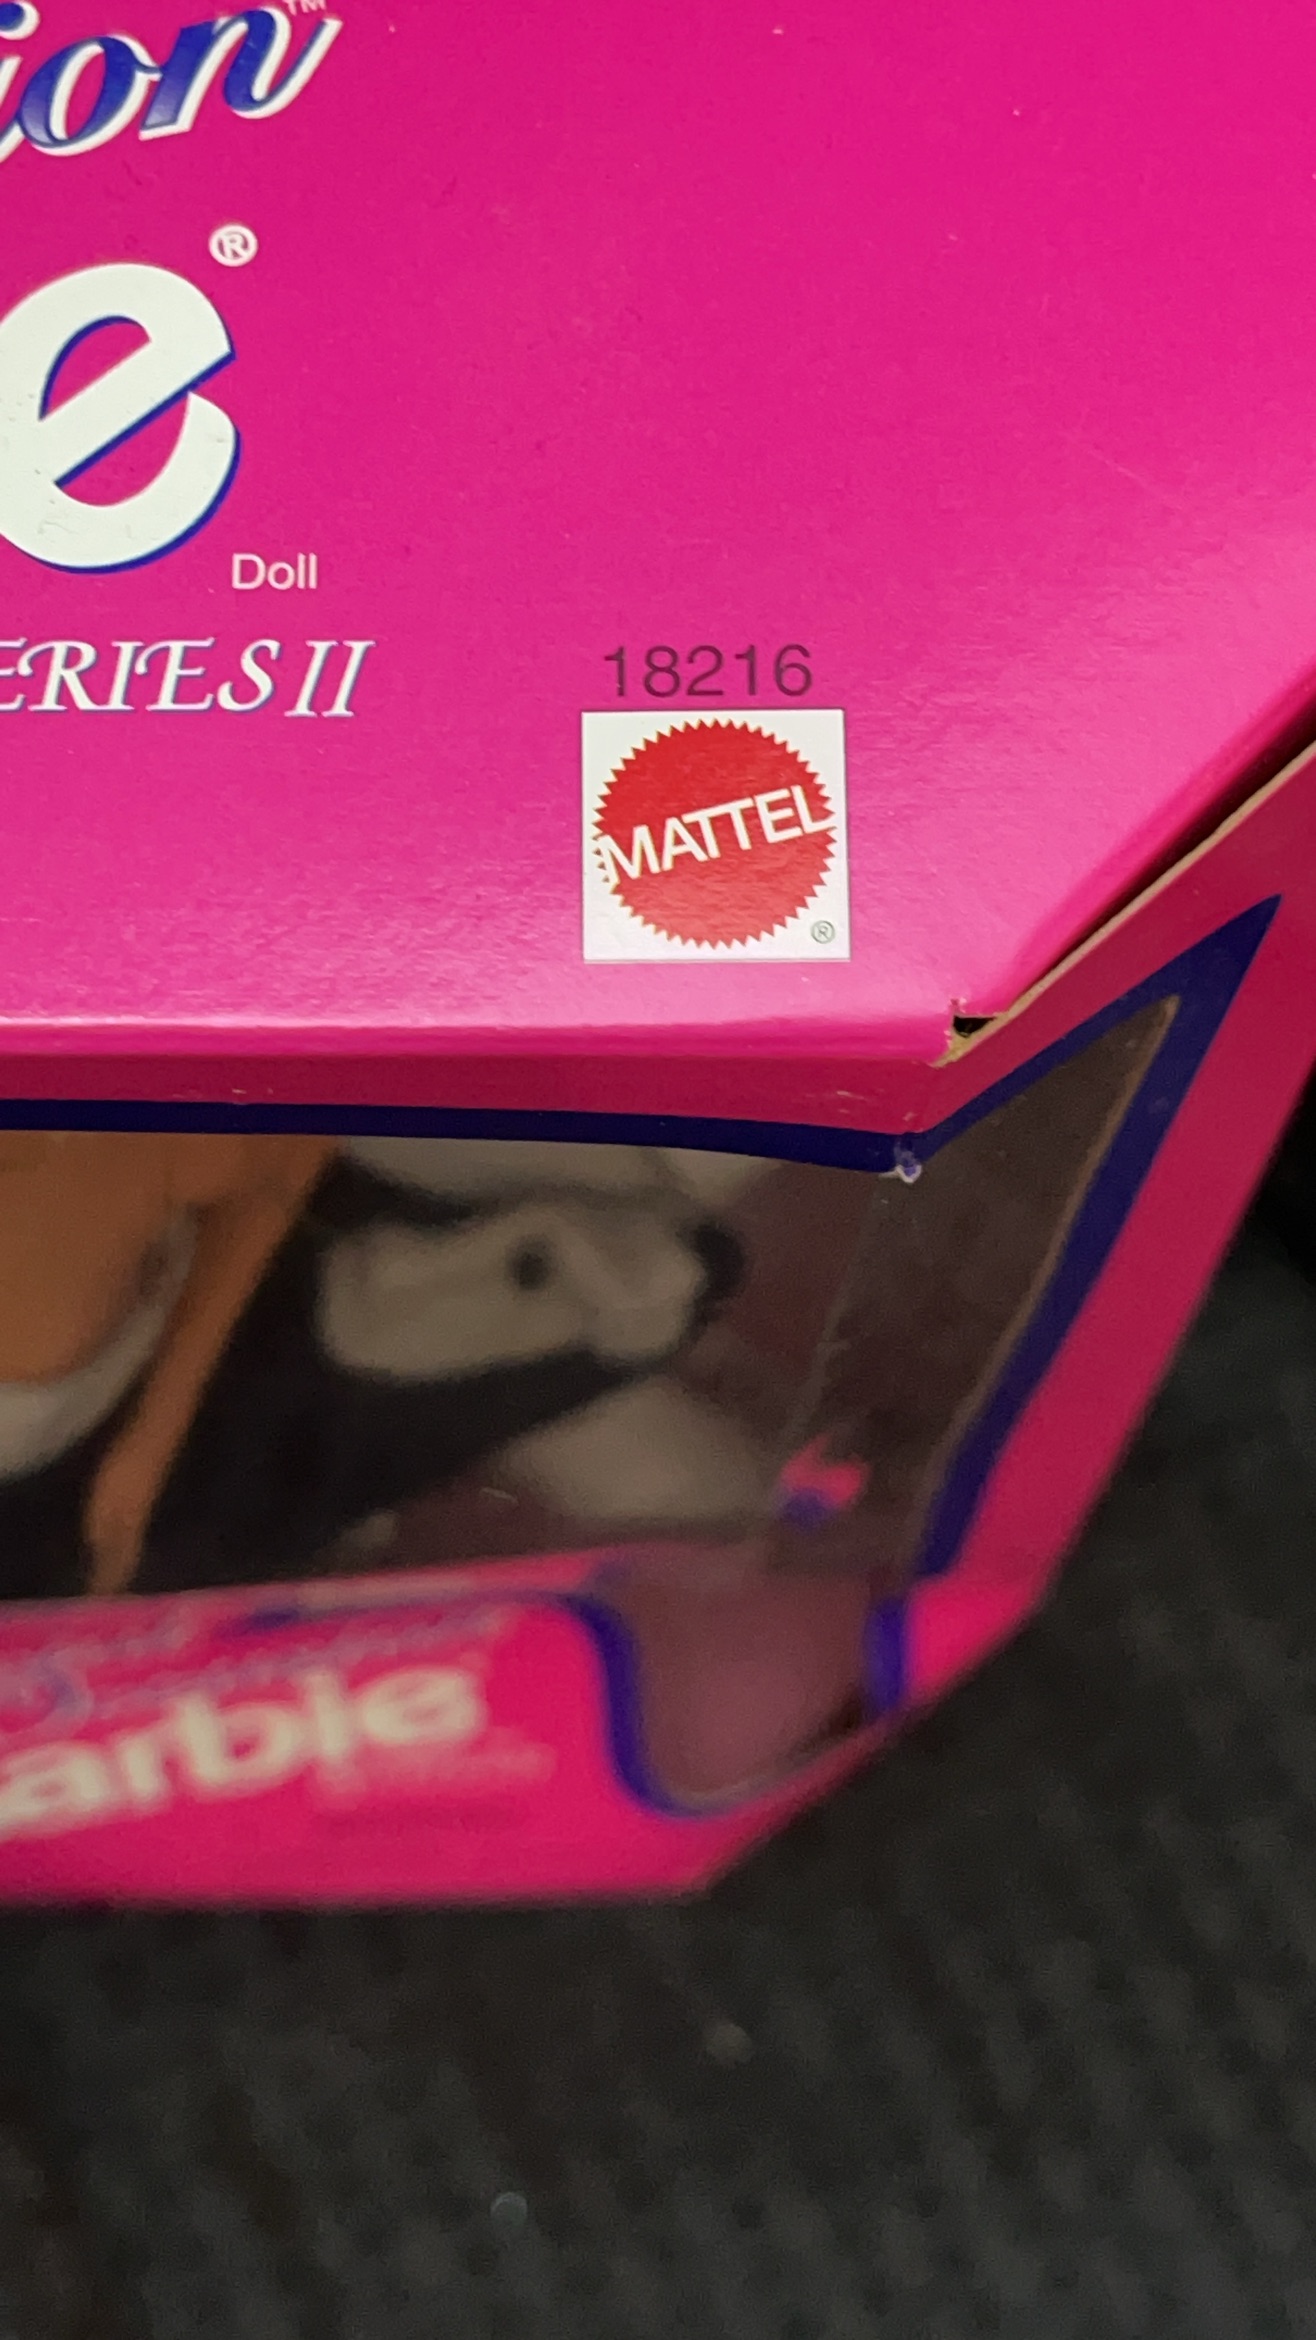 ion™
e®
Doll
ERIES II
18216
MATTEL
®
arbie